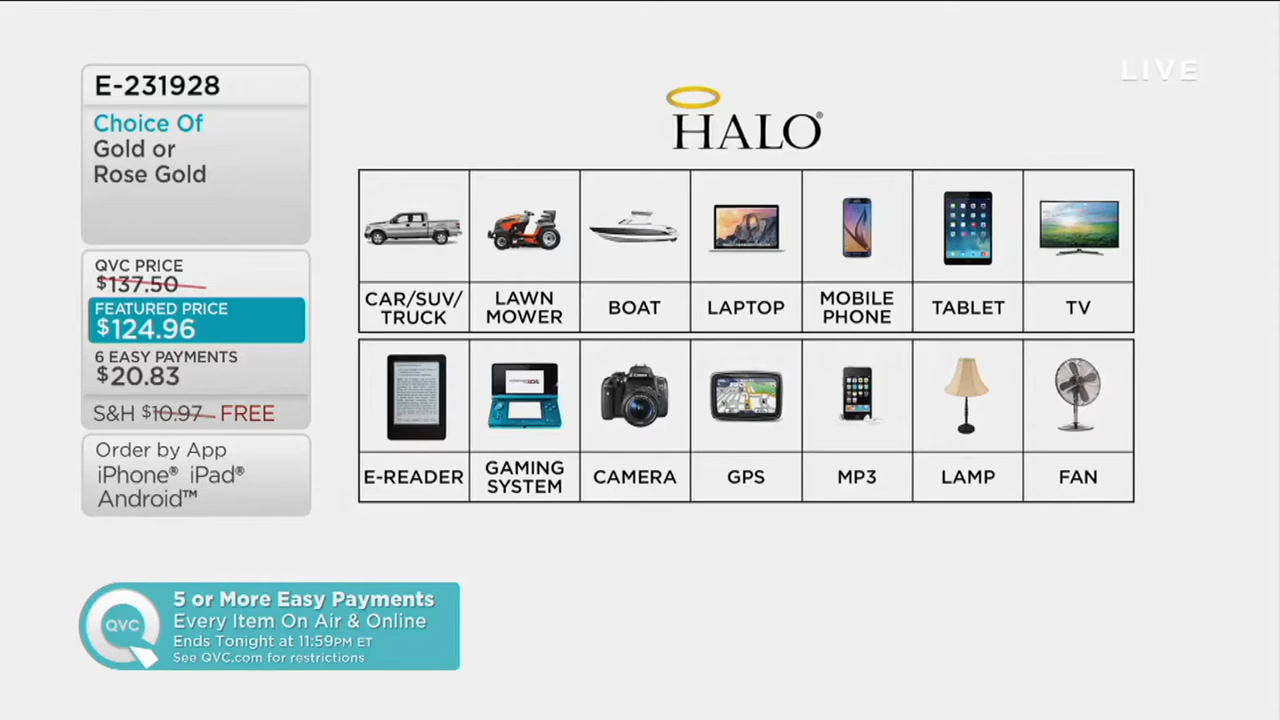 E-231928
Choice Of
Gold or
Rose Gold
QVC PRICE
$137.50
FEATURED PRICE
$124.96
6 EASY PAYMENTS
$20.83
S&H $10.97 FREE
Order by App
iPhone® iPad®
Android™
LIVE
HALO®
CAR/SUV/
TRUCK
LAWN
MOWER
BOAT
LAPTOP
MOBILE
PHONE
TABLET
TV
E-READER
GAMING
SYSTEM
CAMERA
GPS
MP3
LAMP
FAN
QVC
5 or More Easy Payments
Every Item On Air & Online
Ends Tonight at 11:59PM ET
See QVC.com for restrictions